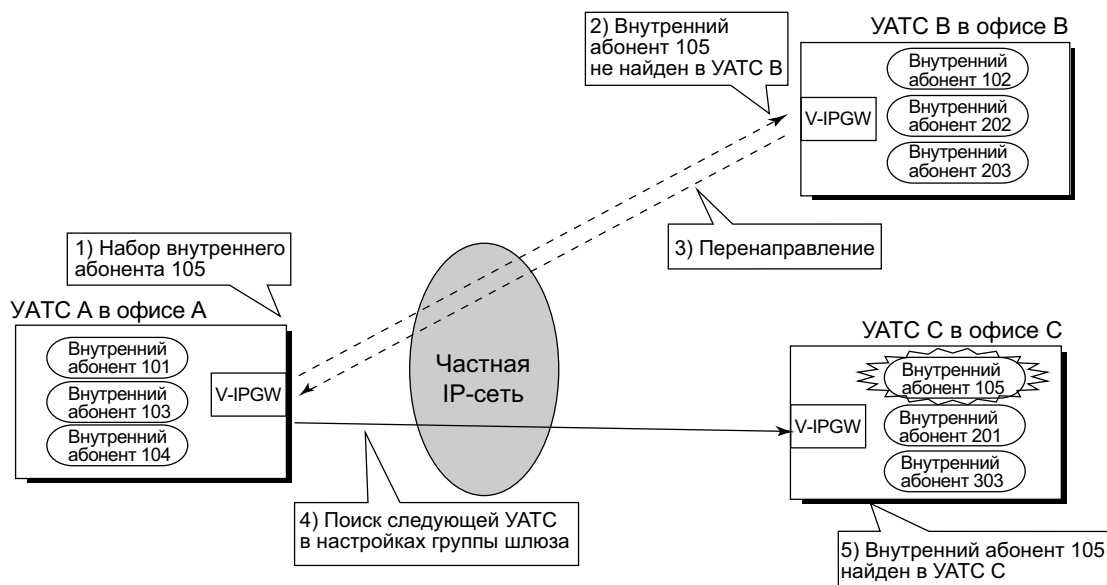 2) Внутренний
абонент 105
не найден в УАТС B
УАТС B в офисе B
Внутренний
абонент 102
V-IPGW
Внутренний
абонент 202
Внутренний
абонент 203
3) Перенаправление
1) Набор внутреннего
абонента 105
УАТС A в офисе A
Внутренний
абонент 101
Внутренний
абонент 103
Внутренний
абонент 104
V-IPGW
Частная
IP-сеть
УАТС C в офисе C
Внутренний
абонент 105
V-IPGW
Внутренний
абонент 201
Внутренний
абонент 303
4) Поиск следующей УАТС
в настройках группы шлюза
5) Внутренний абонент 105
найден в УАТС C